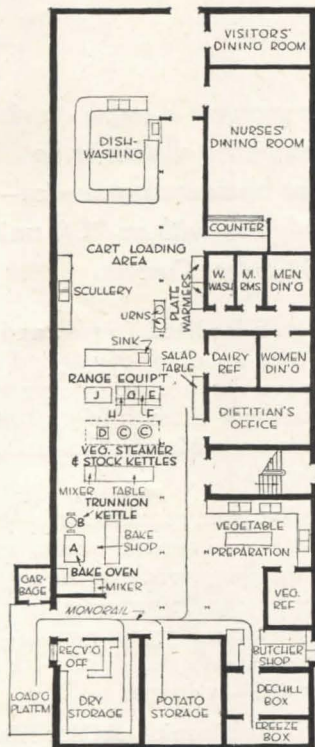 VISITORS'
DINING ROOM
DISH-
WASHING
NURSES'
DINING ROOM
COUNTER
CART LOADING
AREA
SCULLERY
URNS
PLATE
WARMERS
W.
WASH
M.
RMS
MEN
DIN'G
SINK
SALAD
TABLE
DAIRY
REF
WOMEN
DIN'G
RANGE EQUIP'T
J
G
E
H
F
DIETITIAN'S
OFFICE
D
C
C
VEG. STEAMER
& STOCK KETTLES
MIXER
TABLE
TRUNNION
KETTLE
B
VEGETABLE
PREPARATION
A
BAKE
SHOP
BAKE OVEN
GAR-
BAGE
MIXER
VEG.
REF
MONORAIL
RECV'G
OFF
BUTCHER
SHOP
LOAD'G
PLATFM
DRY
STORAGE
POTATO
STORAGE
DECHILL
BOX
FREEZE
BOX